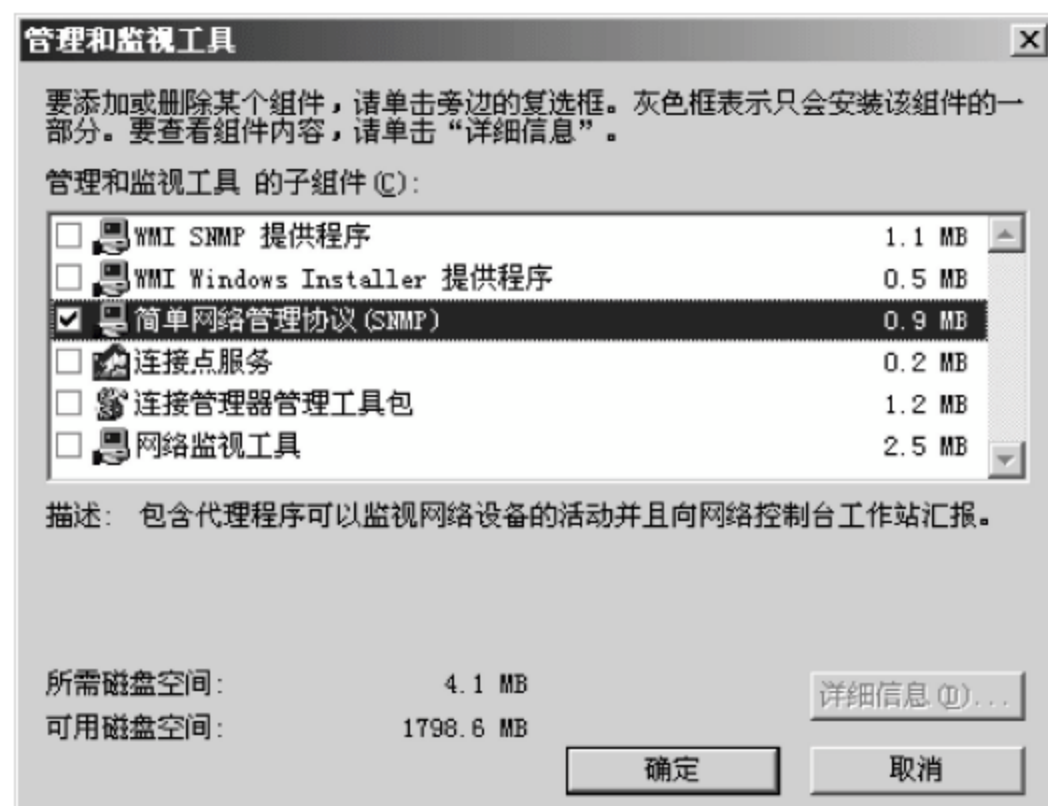 管理和监视工具
要添加或删除某个组件，请单击旁边的复选框。灰色框表示只会安装该组件的一
部分。要查看组件内容，请单击“详细信息”。
管理和监视工具 的子组件(C):
WMI SNMP 提供程序 1.1 MB
WMI Windows Installer 提供程序 0.5 MB
简单网络管理协议(SNMP) 0.9 MB
连接点服务 0.2 MB
连接管理器管理工具包 1.2 MB
网络监视工具 2.5 MB
描述: 包含代理程序可以监视网络设备的活动并且向网络控制台工作站汇报。
所需磁盘空间: 4.1 MB
详细信息(D)...
可用磁盘空间: 1798.6 MB
确定 取消